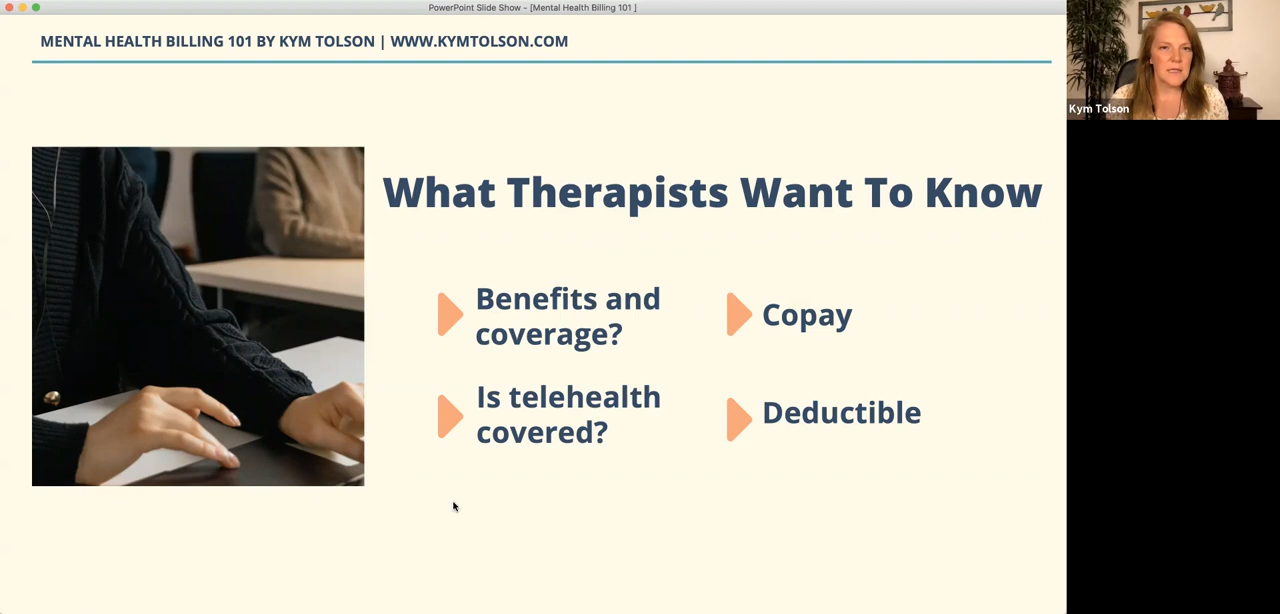 PowerPoint Slide Show - [Mental Health Billing 101 ]
MENTAL HEALTH BILLING 101 BY KYM TOLSON | WWW.KYMTOLSON.COM
Kym Tolson
What Therapists Want To Know
Benefits and
coverage?
Copay
Is telehealth
covered?
Deductible